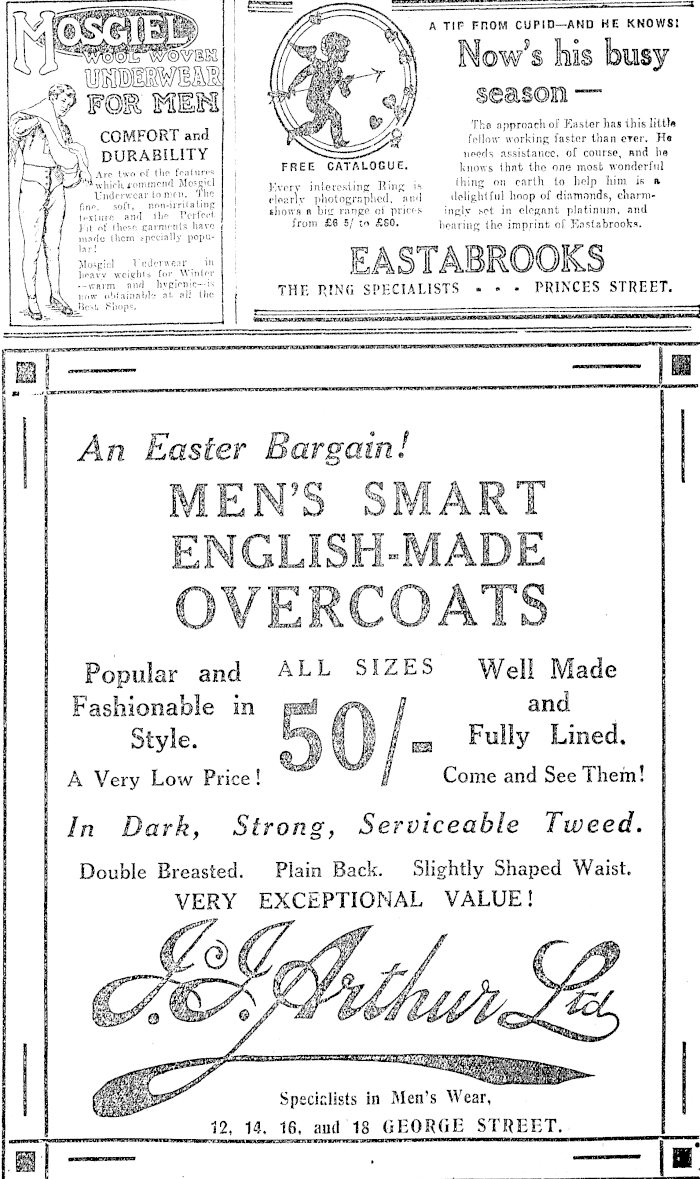 MOSGIEL
WOOL WOVEN
UNDERWEAR
FOR MEN
COMFORT and
DURABILITY
Are two of the features
which commend Mosgiel
Underwear to men. The
fine, soft, non-irritating
texture and the Perfect
Fit of these garments have
made them specially popu-
lar!
Mosgiel Underwear in
heavy weights for Winter
--warm and hygienic--is
now obtainable at all the
Best Shops.
FREE CATALOGUE.
Every interesting Ring is
clearly photographed, and
shows a big range of prices
from £6 5/ to £80.
A TIP FROM CUPID—AND HE KNOWS!
Now's his busy
season—
The approach of Easter has this little
fellow working faster than ever. He
needs assistance, of course, and he
knows that the one most wonderful
thing on earth to help him is a
delightful hoop of diamonds, charm-
ingly set in elegant platinum, and
bearing the imprint of Eastabrooks.
EASTABROOKS
THE RING SPECIALISTS - - - PRINCES STREET.
An Easter Bargain!
MEN'S SMART
ENGLISH-MADE
OVERCOATS
Popular and
Fashionable in
Style.
A Very Low Price!
ALL SIZES
50/-
Well Made
and
Fully Lined.
Come and See Them!
In Dark, Strong, Serviceable Tweed.
Double Breasted. Plain Back. Slightly Shaped Waist.
VERY EXCEPTIONAL VALUE!
J. & J. Arthur Ltd
Specialists in Men's Wear,
12, 14, 16, and 18 GEORGE STREET.